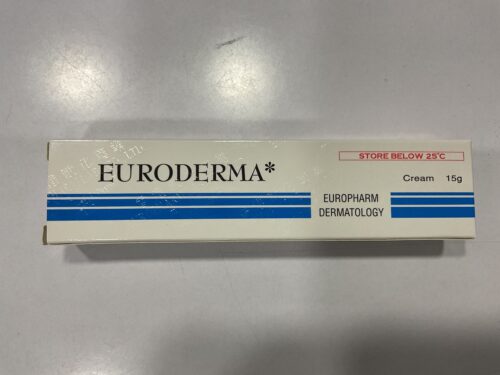 EURODERMA*
STORE BELOW 25°C
Cream 15g
EUROPHARM
DERMATOLOGY